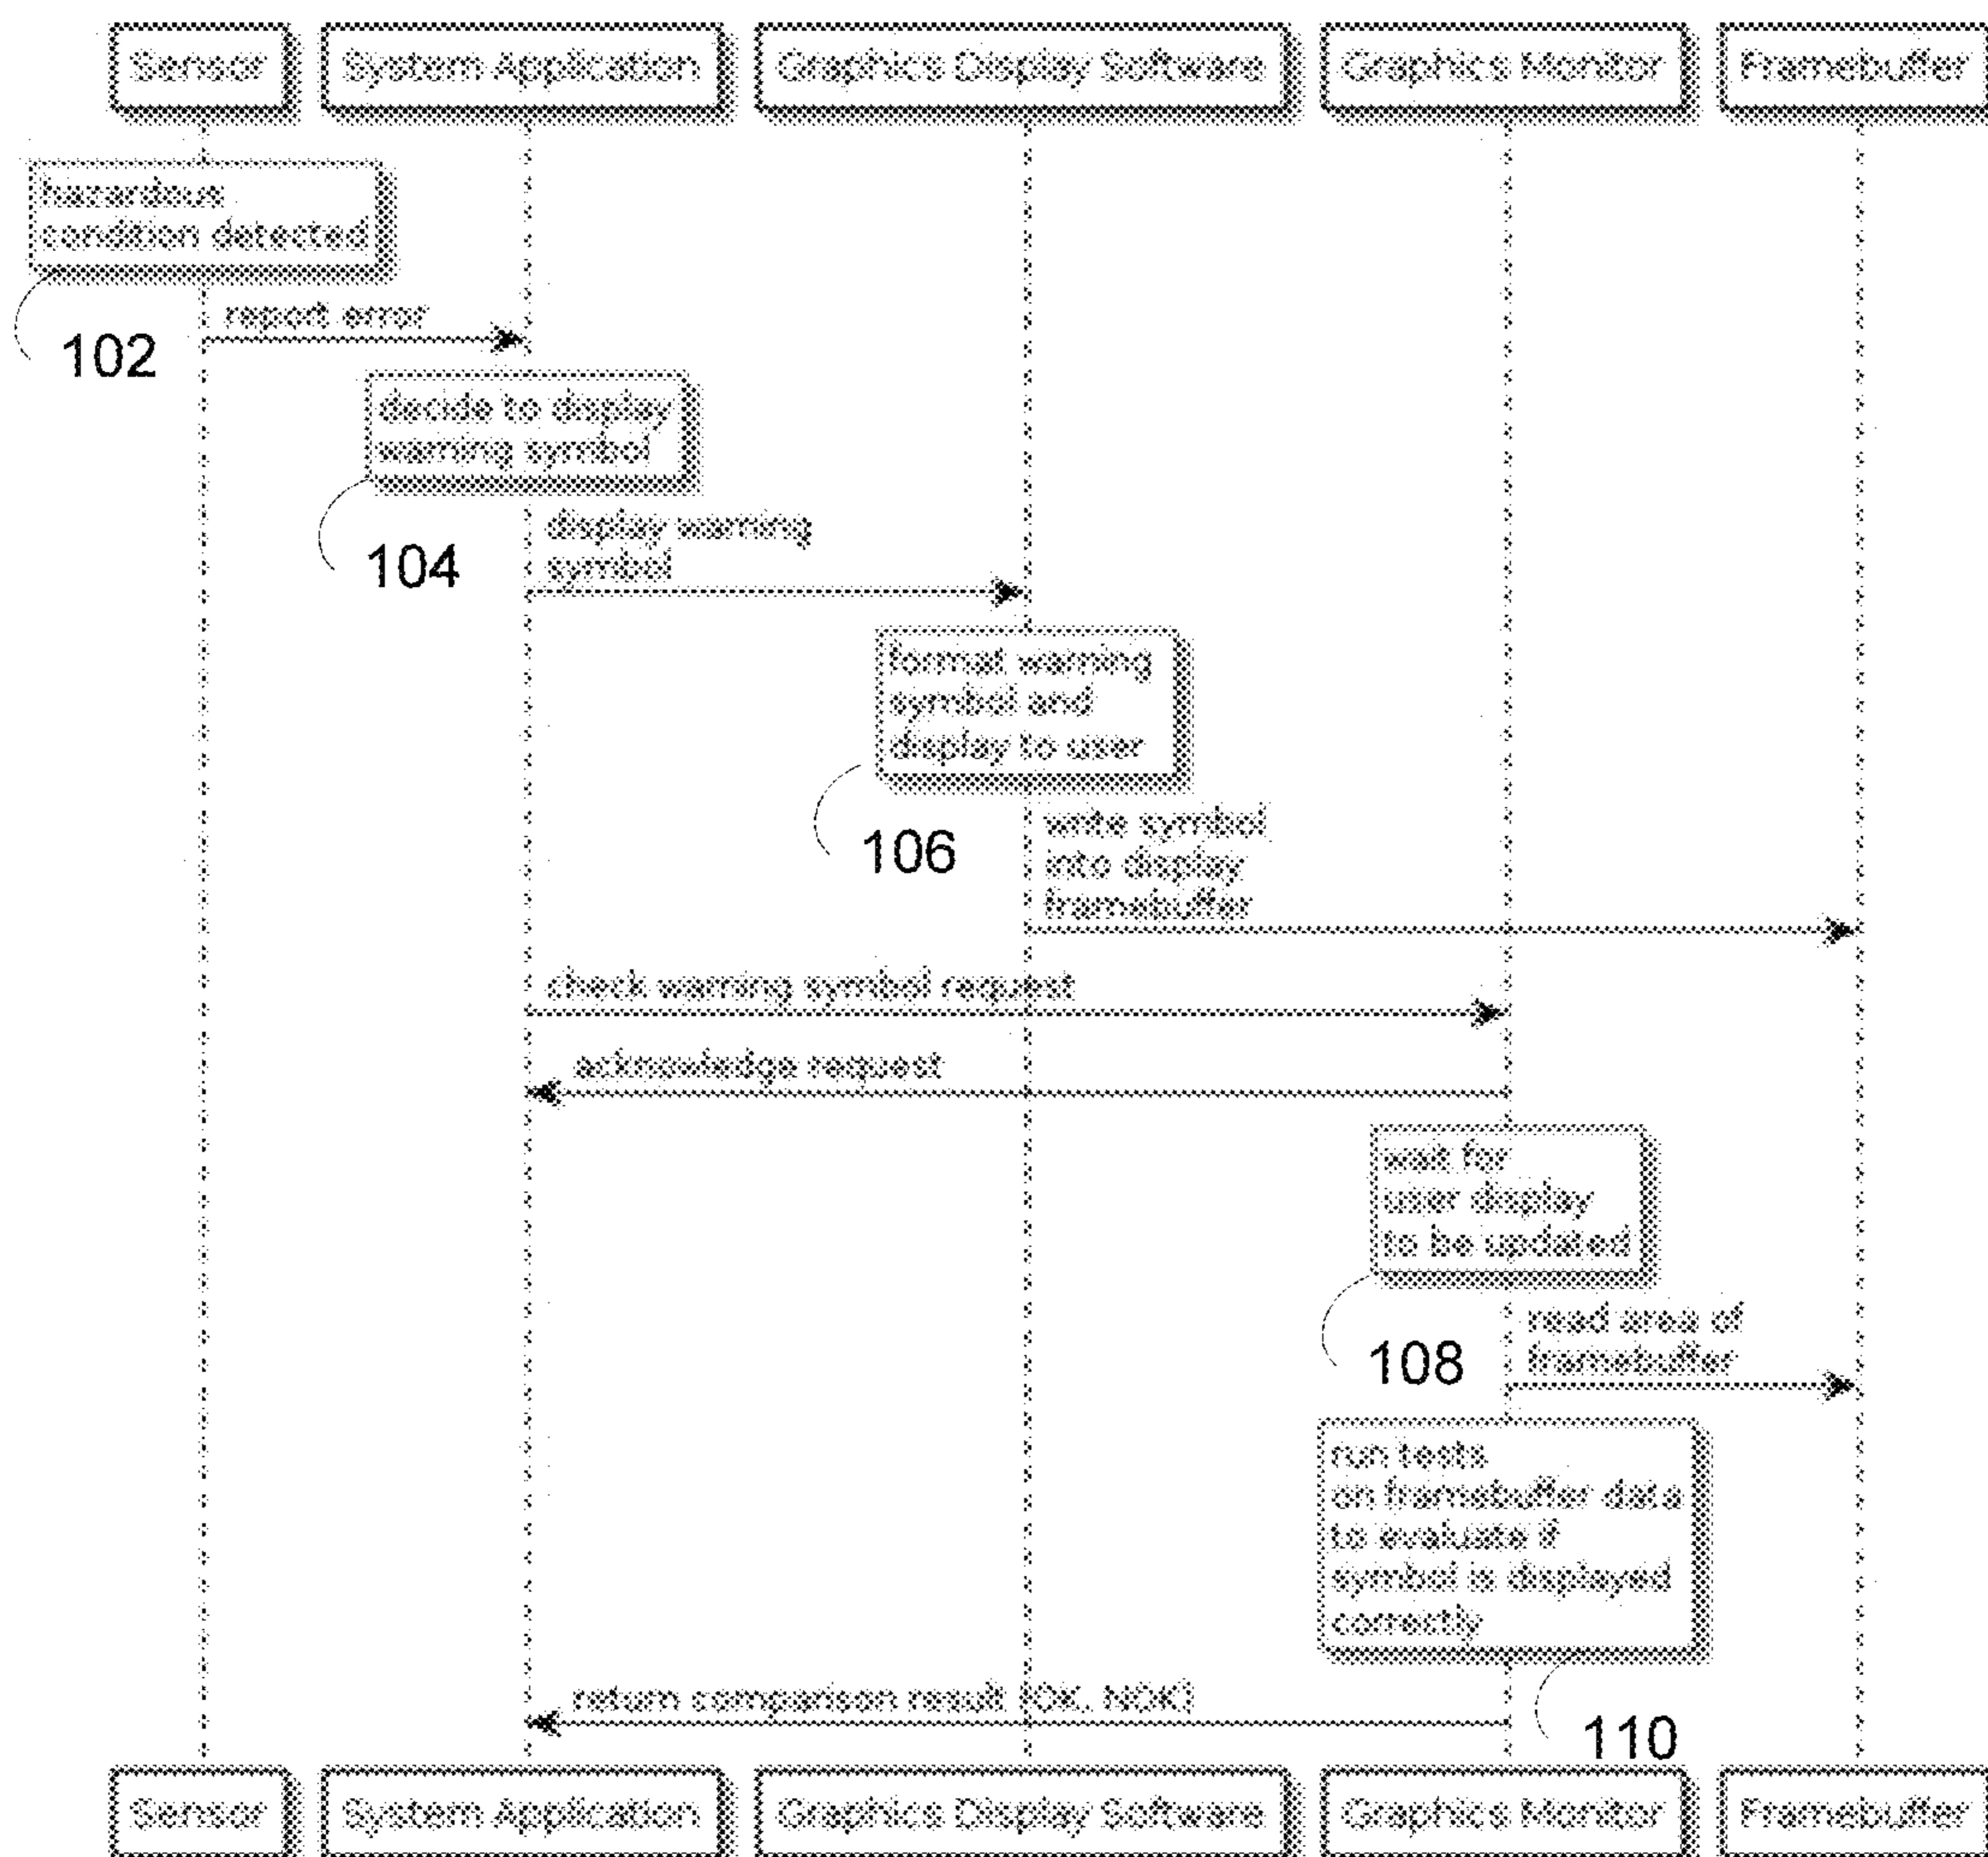 Sensor
System Application
Graphics Display Software
Graphics Monitor
Framebuffer
hazardous
condition detected
102
report error
decide to display
warning symbol
104
display warning
symbol
format warning
symbol and
display to user
106
write symbol
into display
framebuffer
check warning symbol request
acknowledge request
wait for
user display
to be updated
108
read area of
framebuffer
run tests
on framebuffer data
to evaluate if
symbol is displayed
correctly
110
return comparison result [OK, NOK]
Sensor
System Application
Graphics Display Software
Graphics Monitor
Framebuffer